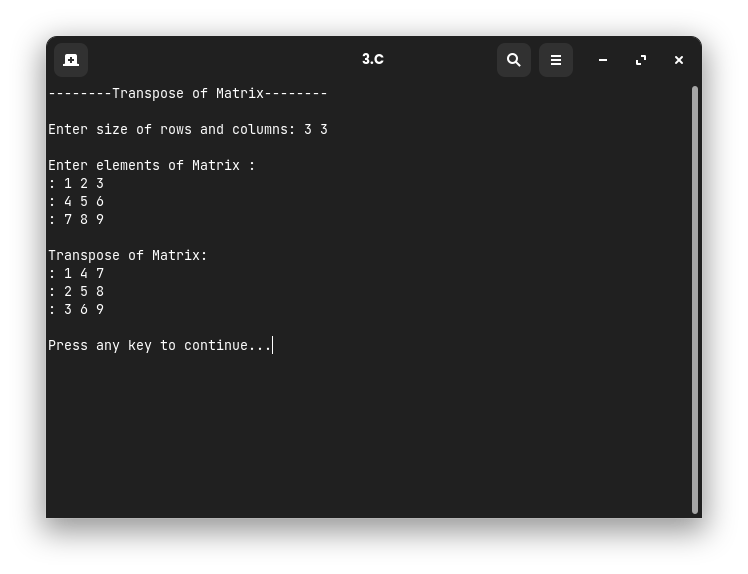 3.C
--------Transpose of Matrix--------
Enter size of rows and columns: 3 3
Enter elements of Matrix :
: 1 2 3
: 4 5 6
: 7 8 9
Transpose of Matrix:
: 1 4 7
: 2 5 8
: 3 6 9
Press any key to continue...